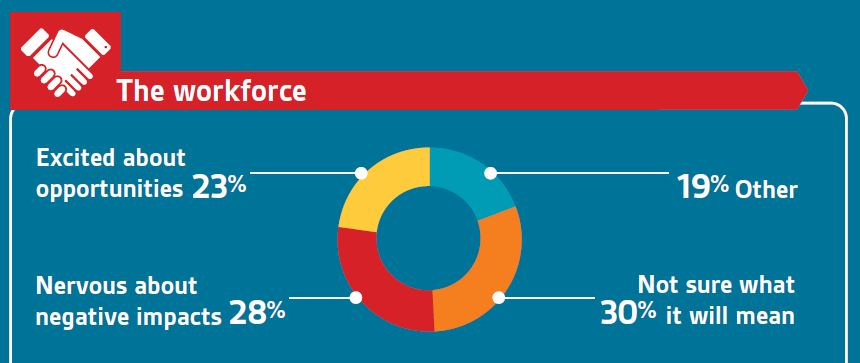 The workforce
Excited about
opportunities 23%
19% Other
Nervous about
negative impacts 28%
Not sure what
30% it will mean